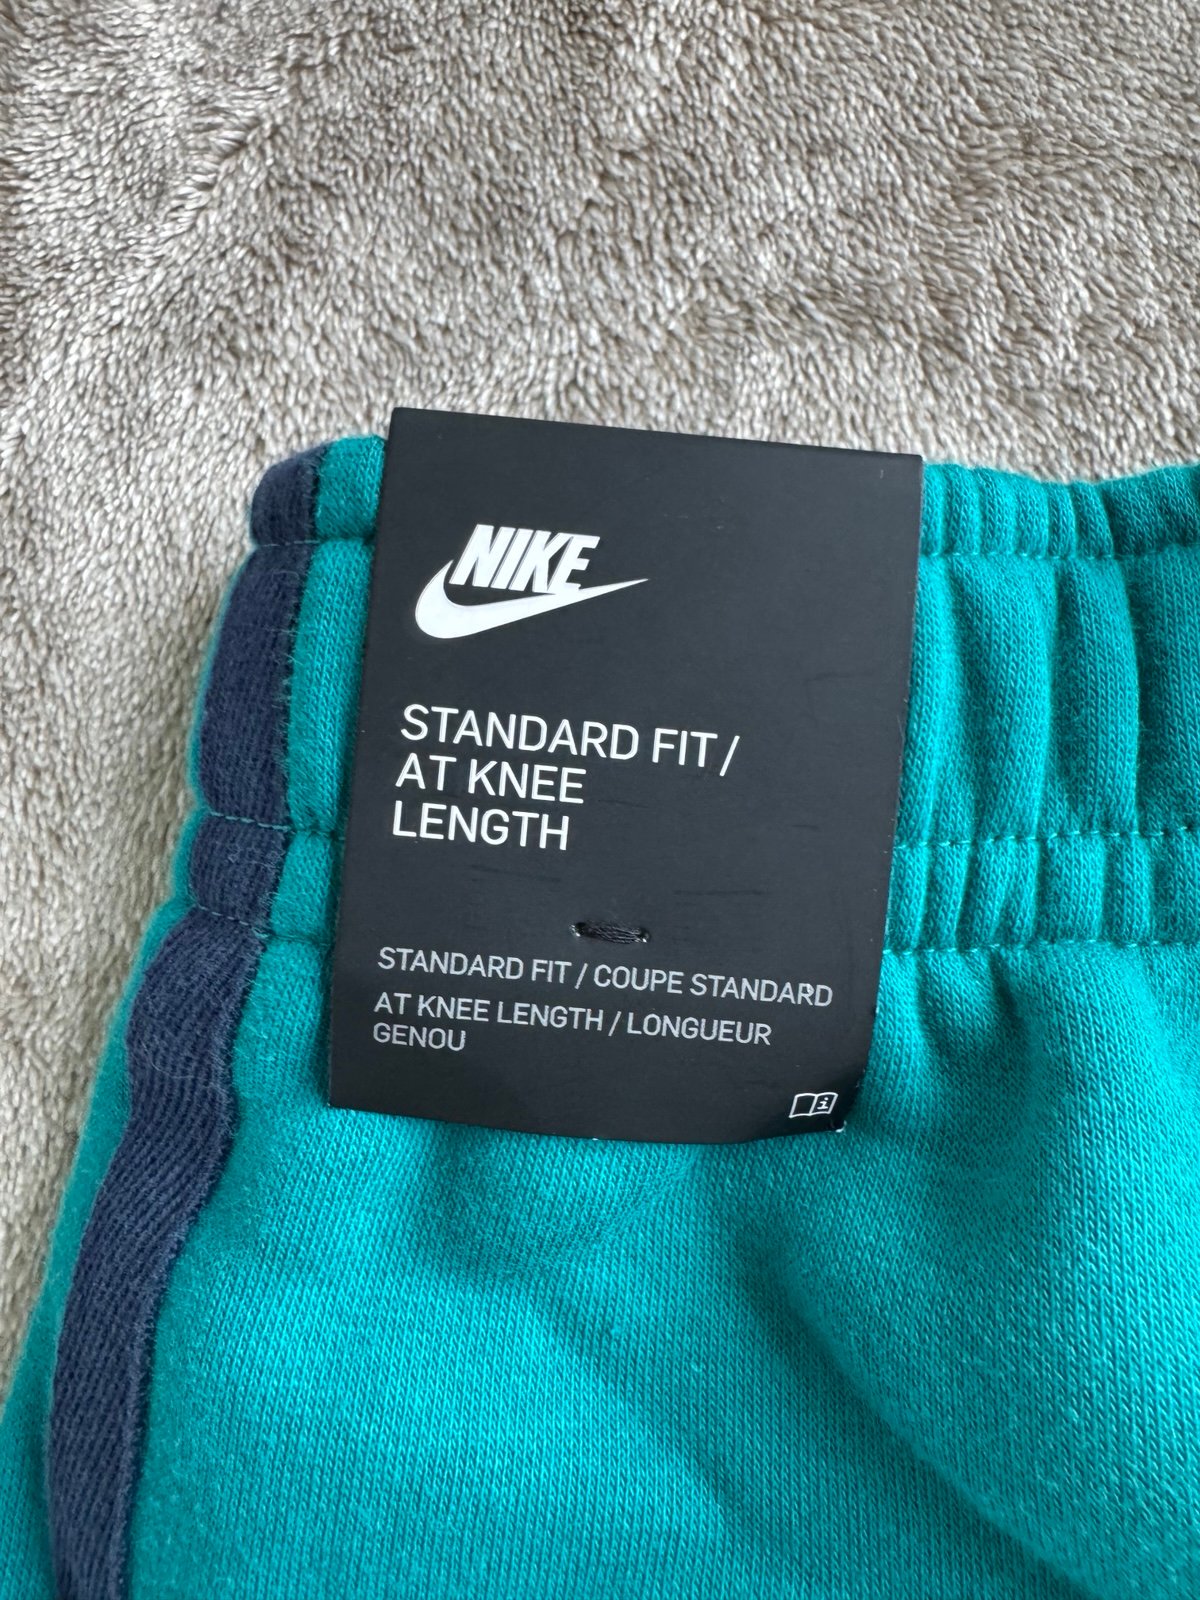 NIKE
STANDARD FIT /
AT KNEE
LENGTH
STANDARD FIT / COUPE STANDARD
AT KNEE LENGTH / LONGUEUR
GENOU
i